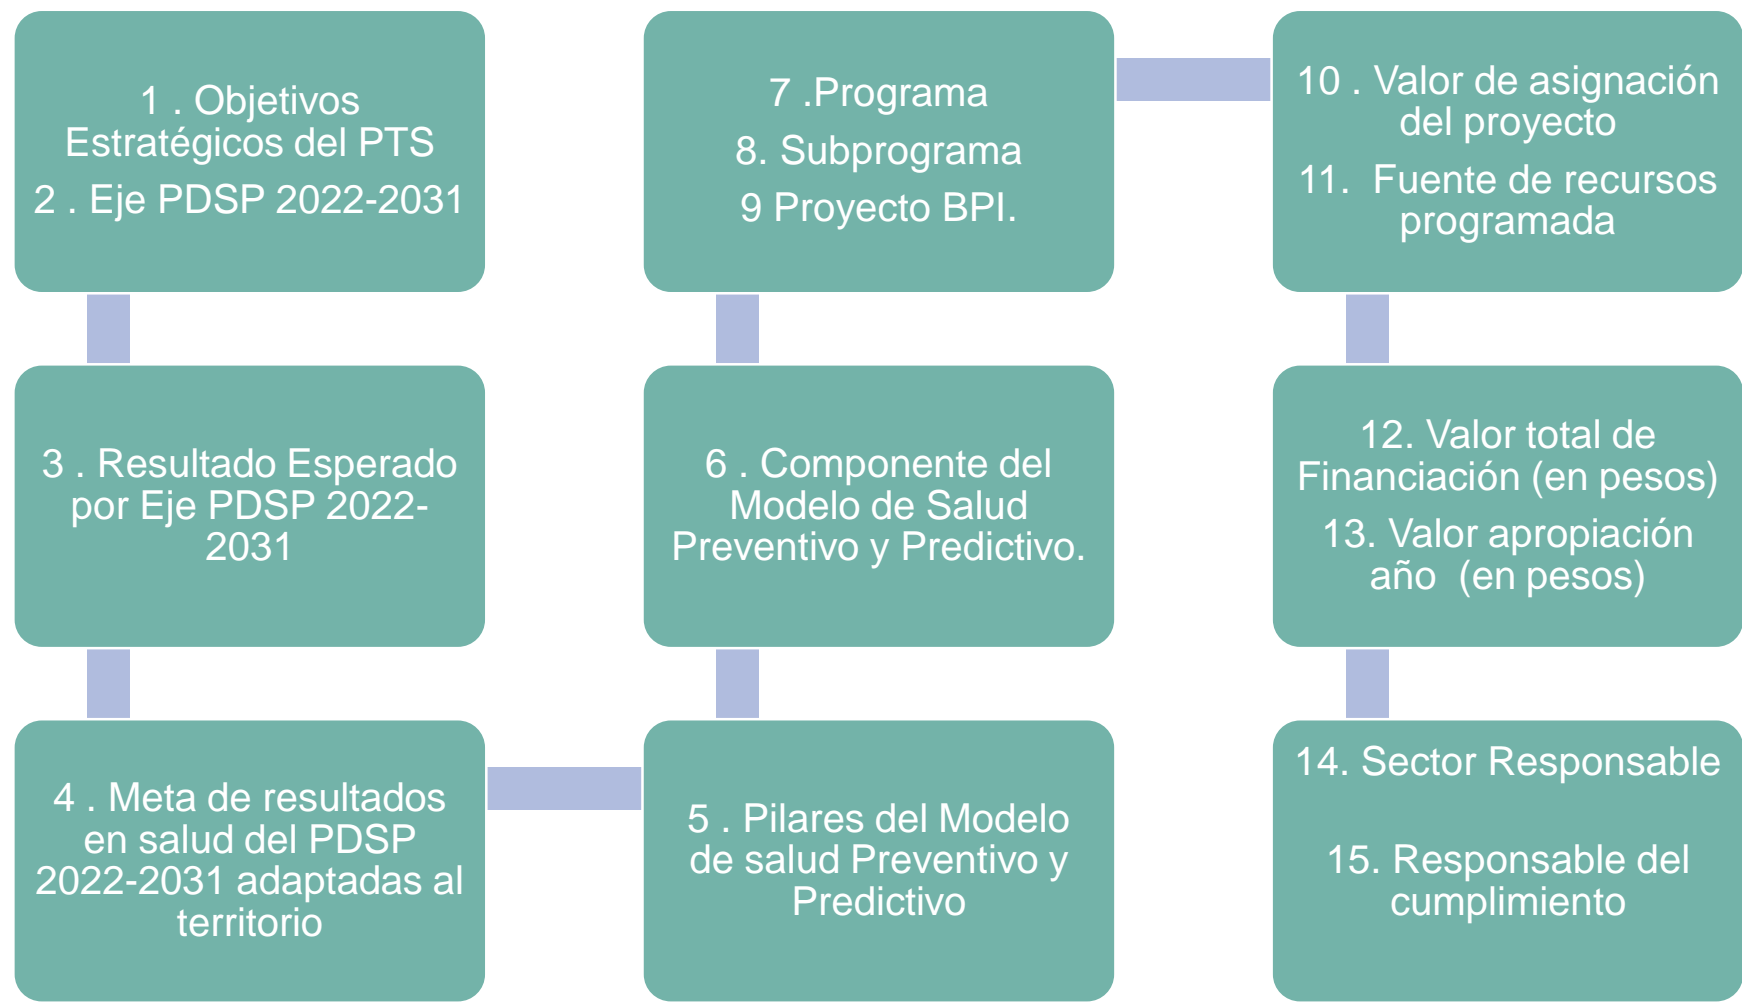 1 . Objetivos
Estratégicos del PTS
2 . Eje PDSP 2022-2031
3 . Resultado Esperado
por Eje PDSP 2022-
2031
4 . Meta de resultados
en salud del PDSP
2022-2031 adaptadas al
territorio
5 . Pilares del Modelo
de salud Preventivo y
Predictivo
6 . Componente del
Modelo de Salud
Preventivo y Predictivo.
7 .Programa
8. Subprograma
9 Proyecto BPI.
10 . Valor de asignación
del proyecto
11.  Fuente de recursos
programada
12. Valor total de
Financiación (en pesos)
13. Valor apropiación
año  (en pesos)
14. Sector Responsable
15. Responsable del
cumplimiento